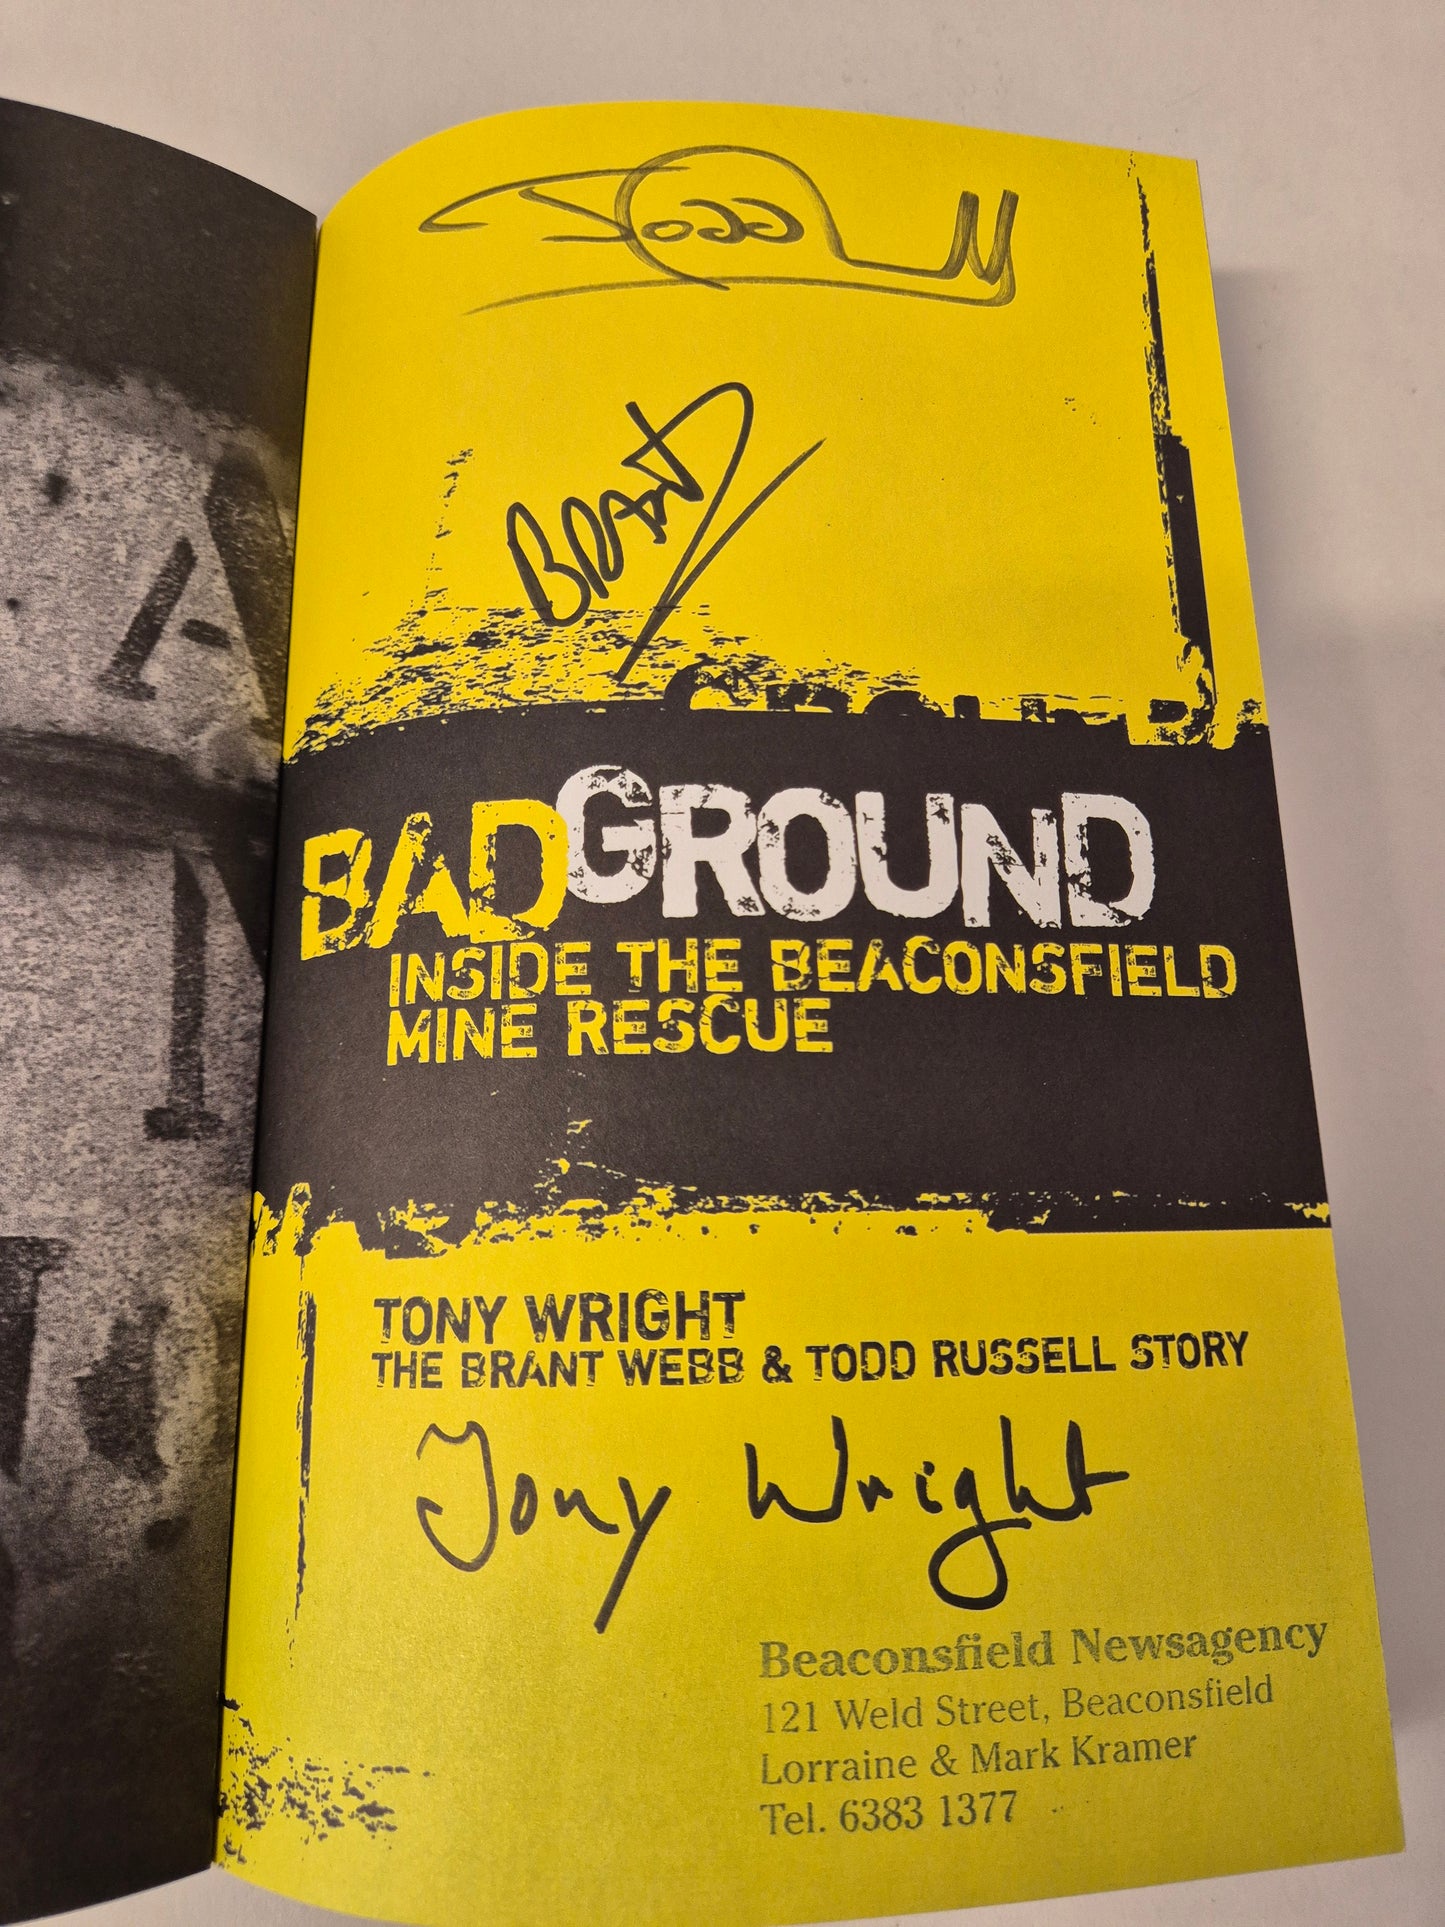 Todd
Brant
BADGROUND
INSIDE THE BEACONSFIELD
MINE RESCUE
TONY WRIGHT
THE BRANT WEBB & TODD RUSSELL STORY
Tony Wright
Beaconsfield Newsagency
121 Weld Street, Beaconsfield
Lorraine & Mark Kramer
Tel. 6383 1377